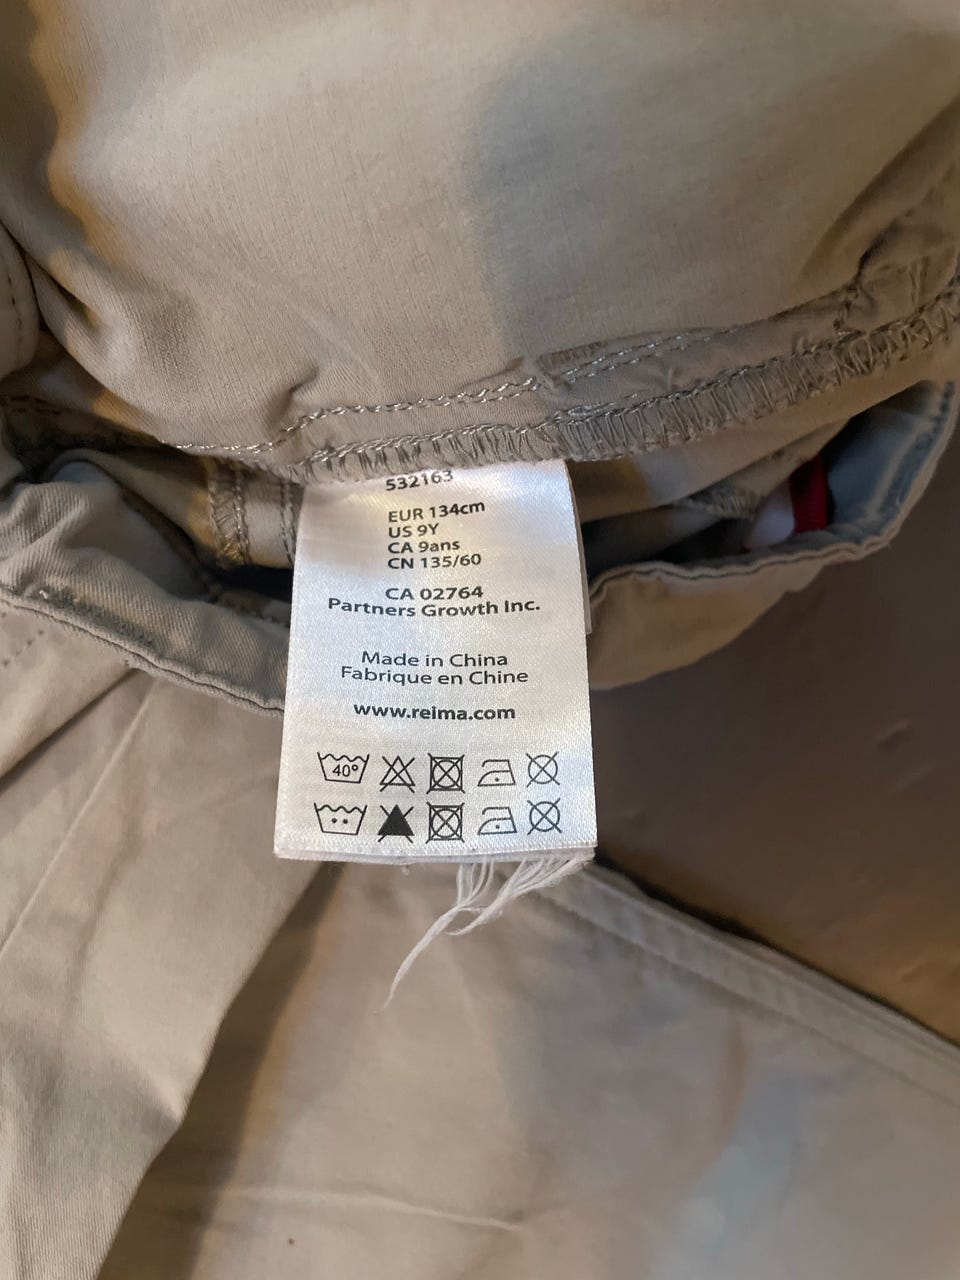 532163
EUR 134cm
US 9Y
CA 9ans
CN 135/60
CA 02764
Partners Growth Inc.
Made in China
Fabrique en Chine
www.reima.com
40°